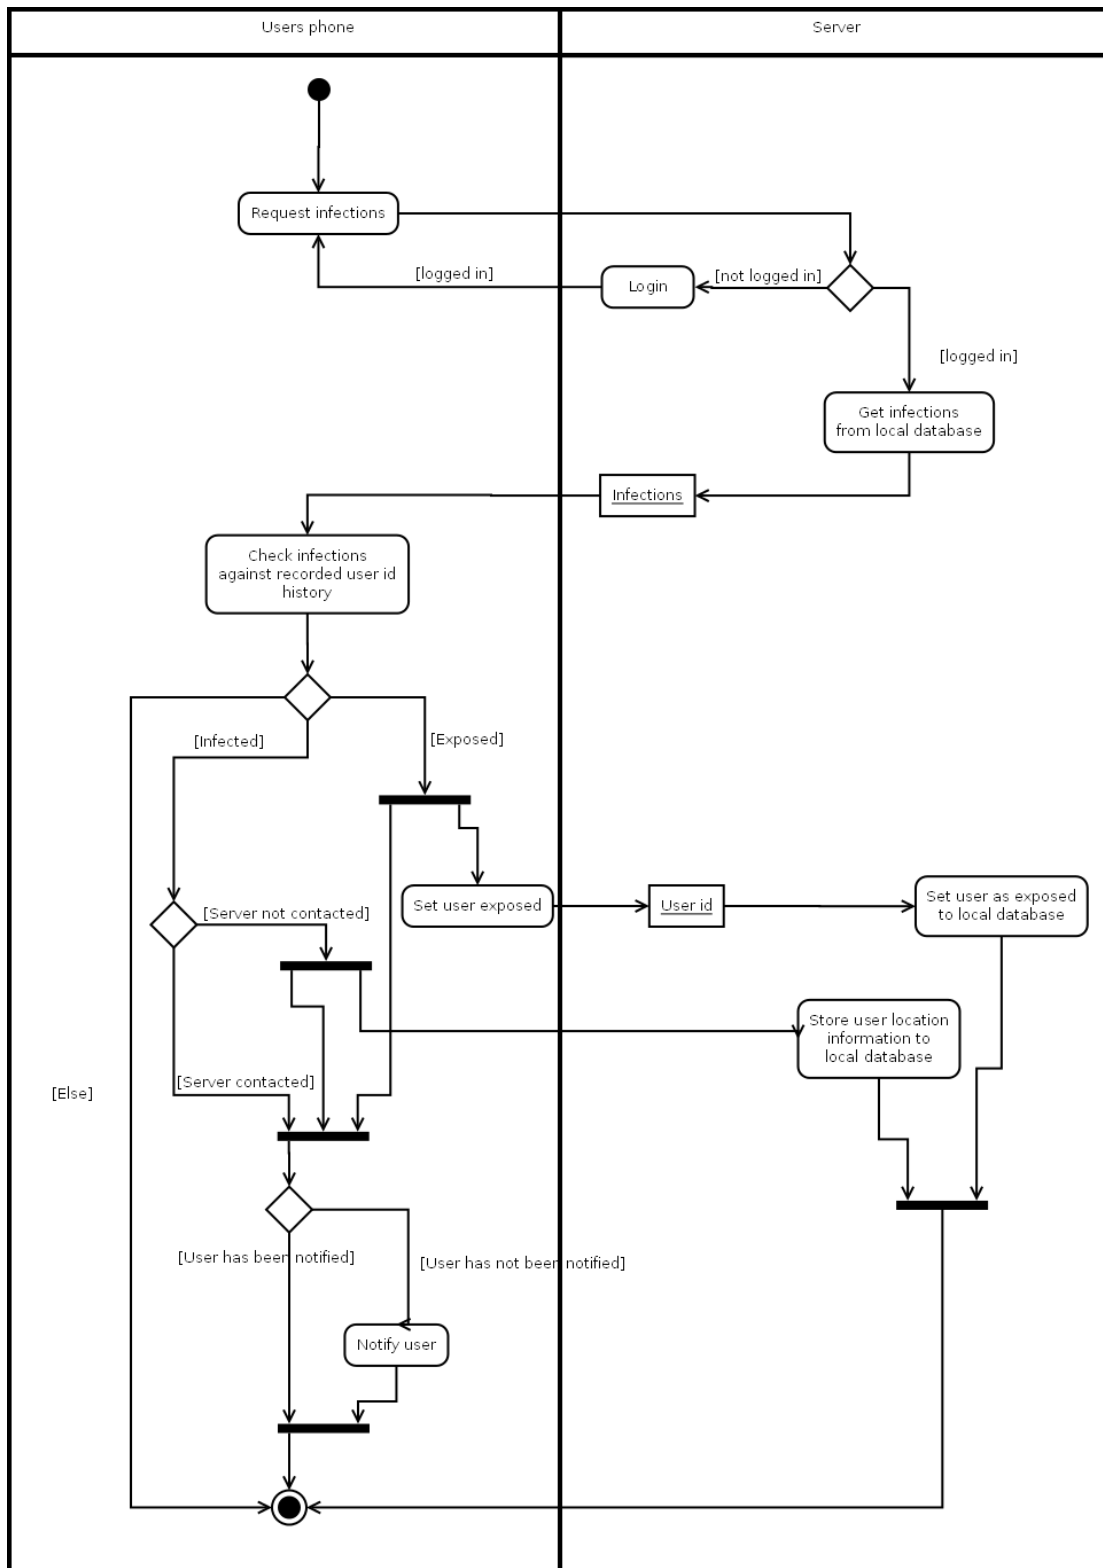 Users phone
Server
Request infections
[logged in]
Login
[not logged in]
[logged in]
Get infections
from local database
Infections
Check infections
against recorded user id
history
[Infected]
[Exposed]
Set user exposed
User id
Set user as exposed
to local database
[Server not contacted]
Store user location
information to
local database
[Server contacted]
[Else]
[User has been notified]
[User has not been notified]
Notify user